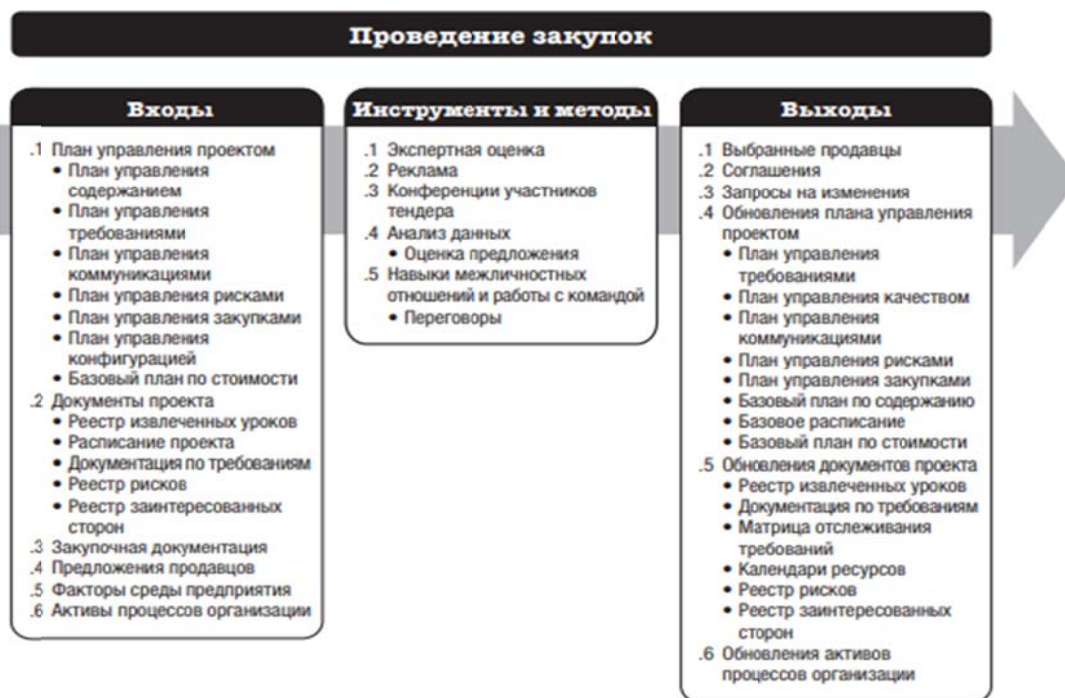 Проведение закупок
Входы
.1 План управления проектом
• План управления
содержанием
• План управления
требованиями
• План управления
коммуникациями
• План управления рисками
• План управления закупками
• План управления
конфигурацией
• Базовый план по стоимости
.2 Документы проекта
• Реестр извлеченных уроков
• Расписание проекта
• Документация по требованиям
• Реестр рисков
• Реестр заинтересованных
сторон
.3 Закупочная документация
.4 Предложения продавцов
.5 Факторы среды предприятия
.6 Активы процессов организации
Инструменты и методы
.1 Экспертная оценка
.2 Реклама
.3 Конференции участников
тендера
.4 Анализ данных
• Оценка предложения
.5 Навыки межличностных
отношений и работы с командой
• Переговоры
Выходы
.1 Выбранные продавцы
.2 Соглашения
.3 Запросы на изменения
.4 Обновления плана управления
проектом
• План управления
требованиями
• План управления качеством
• План управления
коммуникациями
• План управления рисками
• План управления закупками
• Базовый план по содержанию
• Базовое расписание
• Базовый план по стоимости
.5 Обновления документов проекта
• Реестр извлеченных уроков
• Документация по требованиям
• Матрица отслеживания
требований
• Календари ресурсов
• Реестр рисков
• Реестр заинтересованных
сторон
.6 Обновления активов
процессов организации